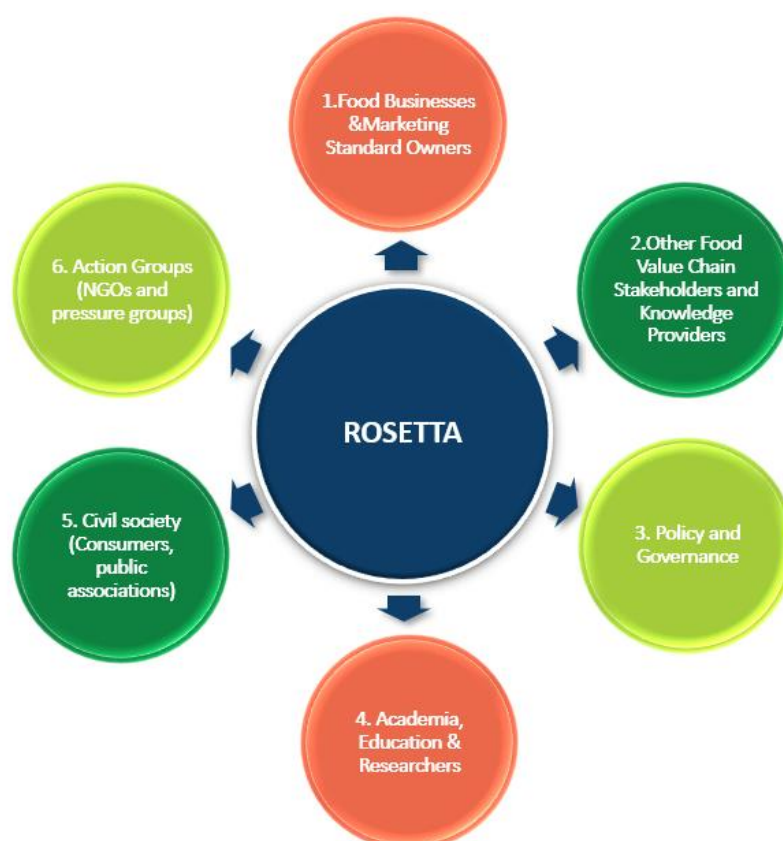 1.Food Businesses
&Marketing
Standard Owners
2.Other Food
Value Chain
Stakeholders and
Knowledge
Providers
3. Policy and
Governance
4. Academia,
Education &
Researchers
5. Civil society
(Consumers,
public
associations)
6. Action Groups
(NGOs and
pressure groups)
ROSETTA